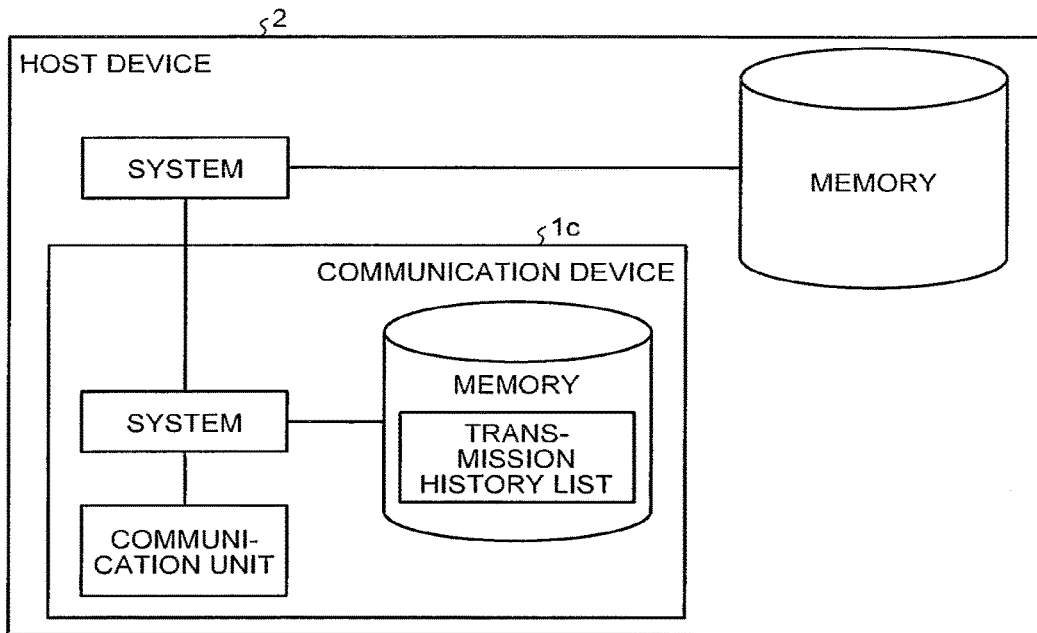 2
HOST DEVICE
SYSTEM
MEMORY
1c
COMMUNICATION DEVICE
MEMORY
SYSTEM
TRANS-
MISSION
HISTORY LIST
COMMUNI-
CATION UNIT